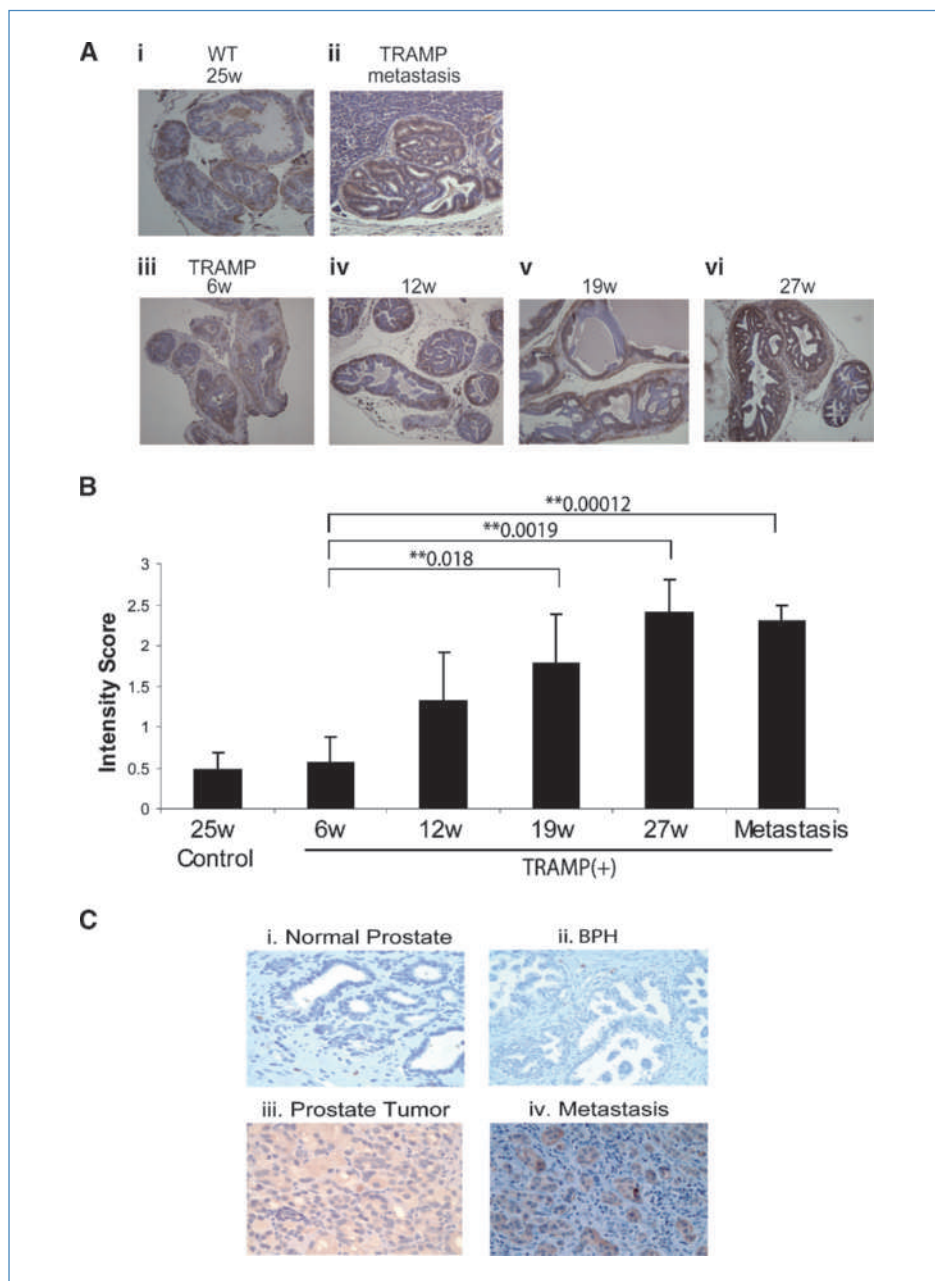 A
i
WT
25w
ii
TRAMP
metastasis
iii
TRAMP
6w
iv
12w
v
19w
vi
27w
B
**0.00012
**0.0019
**0.018
Intensity Score
3
2.5
2
1.5
1
0.5
0
25w
Control
6w
12w
19w
27w
Metastasis
TRAMP(+)
C
i. Normal Prostate
ii. BPH
iii. Prostate Tumor
iv. Metastasis